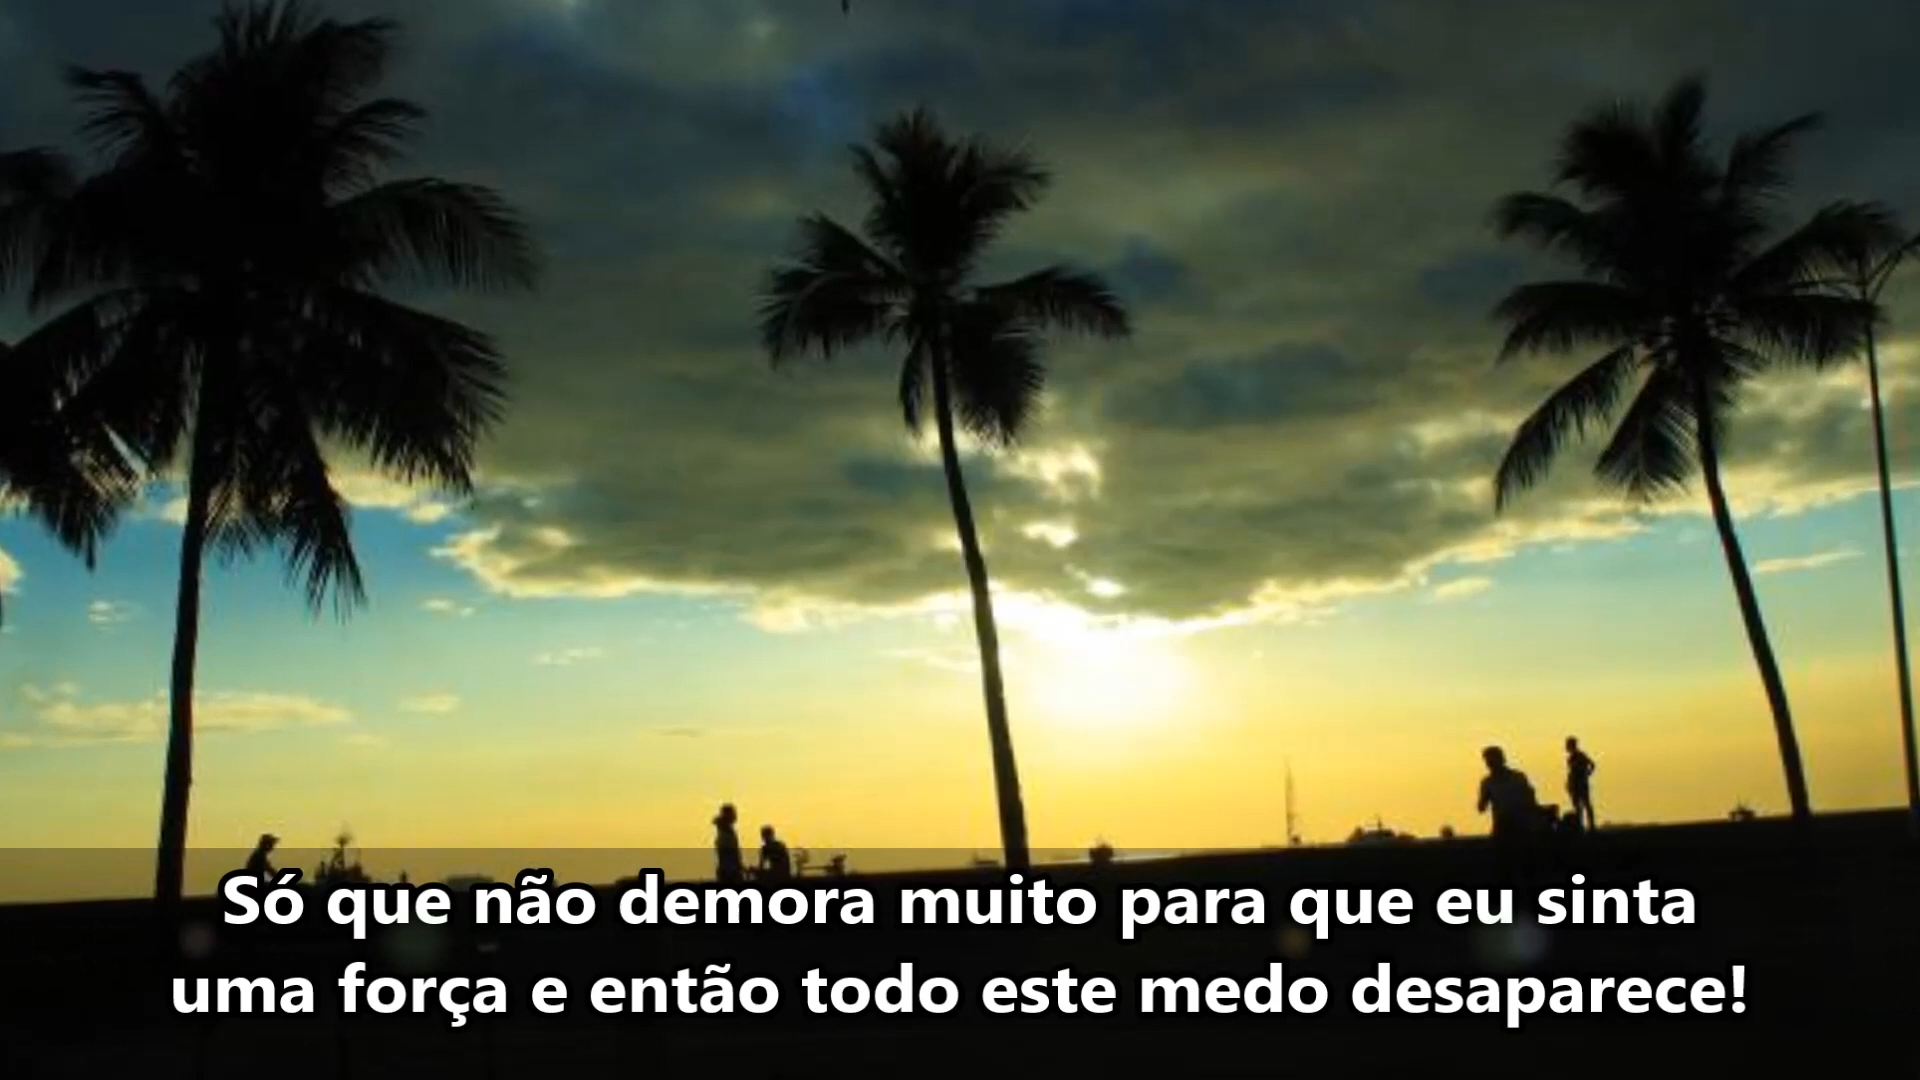 Só que não demora muito para que eu sinta
uma força e então todo este medo desaparece!